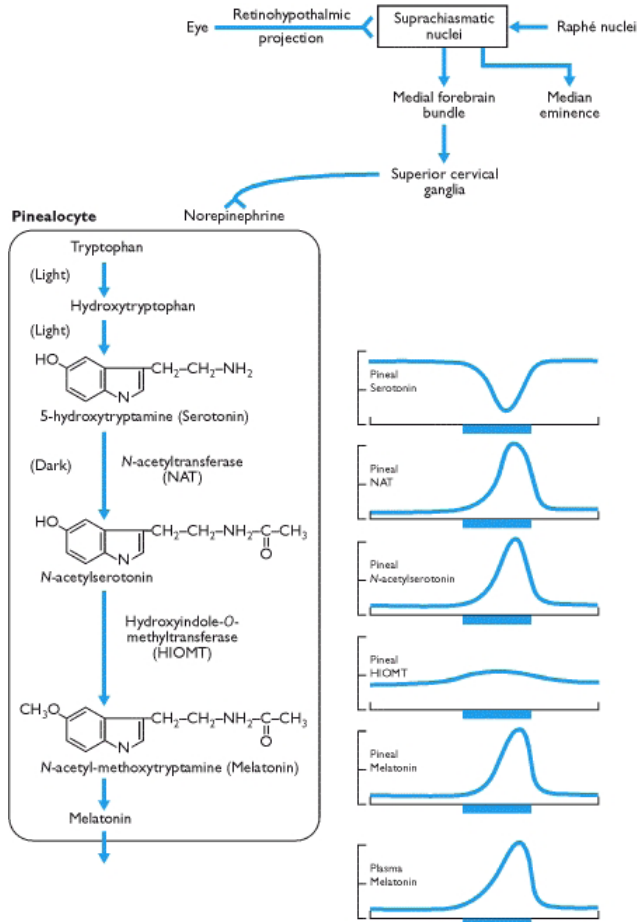 Retinohypothalmic
projection
Eye
Suprachiasmatic
nuclei
Raphé nuclei
Medial forebrain
bundle
Median
eminence
Superior cervical
ganglia
Norepinephrine
Pinealocyte
Tryptophan
(Light)
Hydroxytryptophan
(Light)
HO
CH₂–CH₂–NH₂
N
5-hydroxytryptamine (Serotonin)
(Dark)
N-acetyltransferase
(NAT)
HO
CH₂–CH₂–NH₂–C–CH₃
O
N
N-acetylserotonin
Hydroxyindole-O-
methyltransferase
(HIOMT)
CH₃O
CH₂–CH₂–NH₂–C–CH₃
O
N
N-acetyl-methoxytryptamine (Melatonin)
Melatonin
Pineal
Serotonin
Pineal
NAT
Pineal
N-acetylserotonin
Pineal
HIOMT
Pineal
Melatonin
Plasma
Melatonin